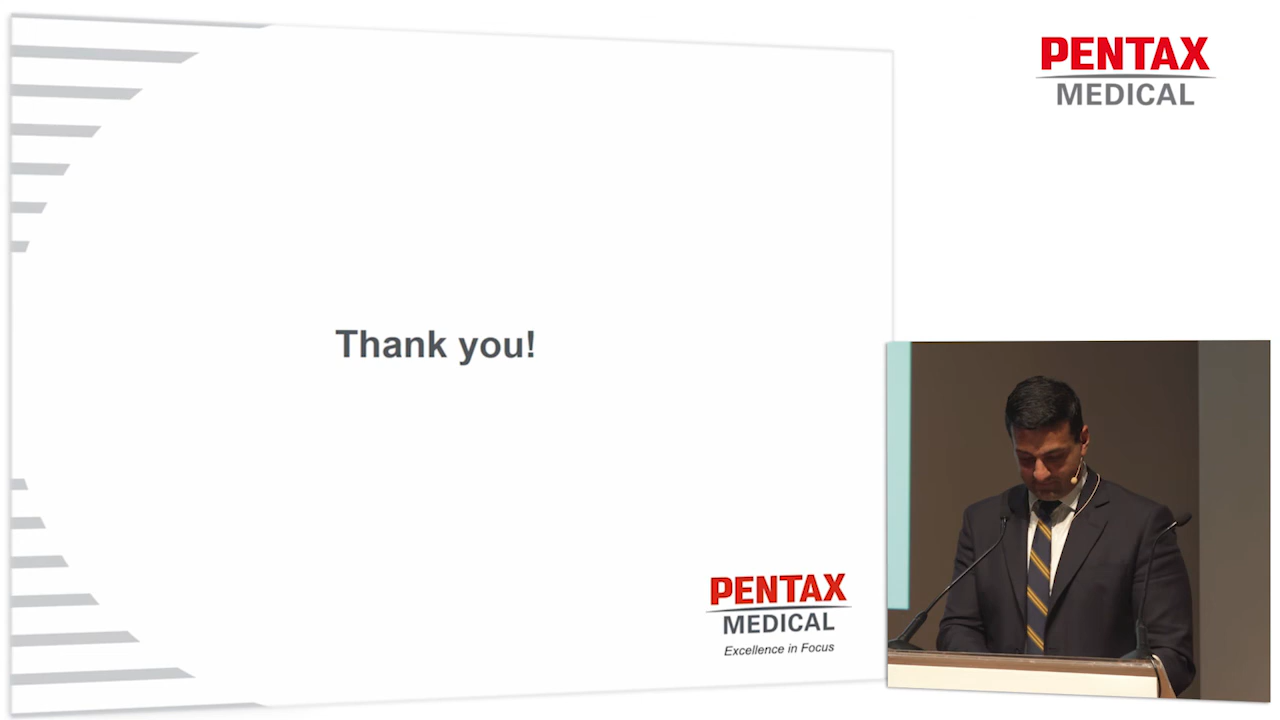 PENTAX
MEDICAL
Thank you!
PENTAX
MEDICAL
Excellence in Focus